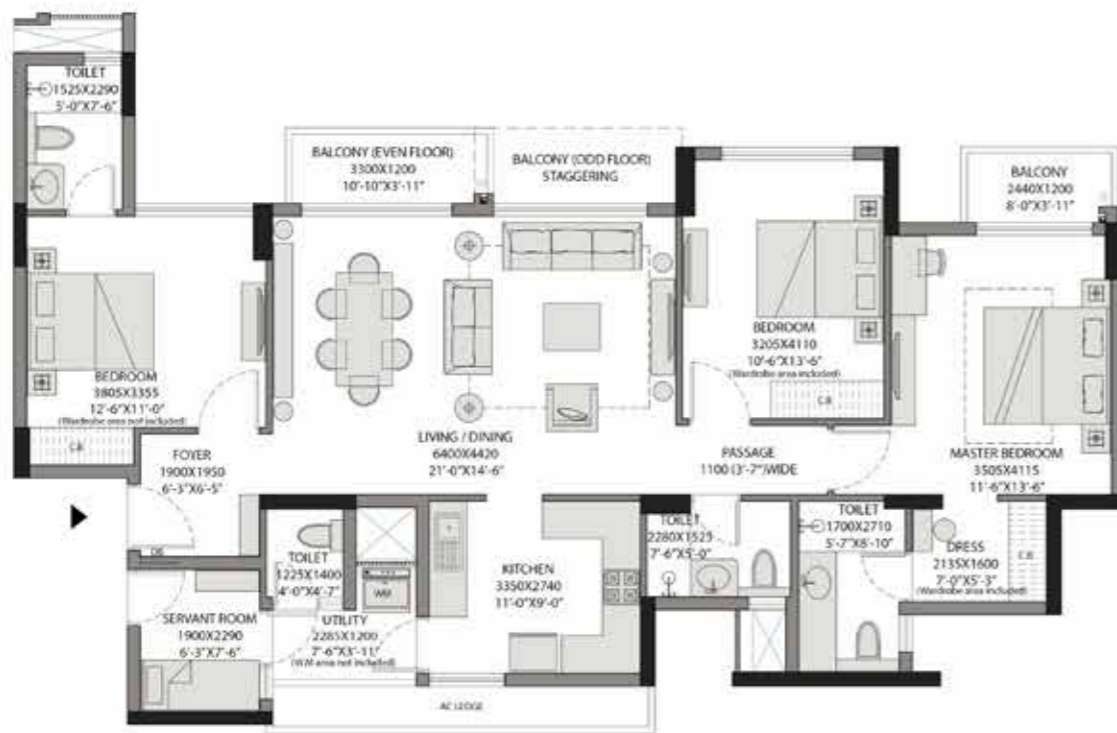 TOILET
1525X2290
5'-0"X7'-6"
BALCONY (EVEN FLOOR)
3300X1200
10'-10"X3'-11"
BALCONY (ODD FLOOR)
STAGGERING
BALCONY
2440X1200
8'-0"X3'-11"
BEDROOM
3805X3355
12'-6"X11'-0"
(Wardrobe area not included)
C.B.
BEDROOM
3205X4110
10'-6"X13'-6"
(Wardrobe area included)
C.B.
FOYER
1900X1950
6'-3"X6'-5"
LIVING / DINING
6400X4420
21'-0"X14'-6"
PASSAGE
1100 (3'-7")WIDE
MASTER BEDROOM
3505X4115
11'-6"X13'-6"
DB
TOILET
1225X1400
4'-0"X4'-7"
WM
KITCHEN
3350X2740
11'-0"X9'-0"
TOILET
2280X1525
7'-6"X5'-0"
TOILET
1700X2710
5'-7"X8'-10"
DRESS
2135X1600
7'-0"X5'-3"
(Wardrobe area included)
C.B.
SERVANT ROOM
1900X2290
6'-3"X7'-6"
UTILITY
2285X1200
7'-6"X3'-11"
(W.M area not included)
AC LEDGE